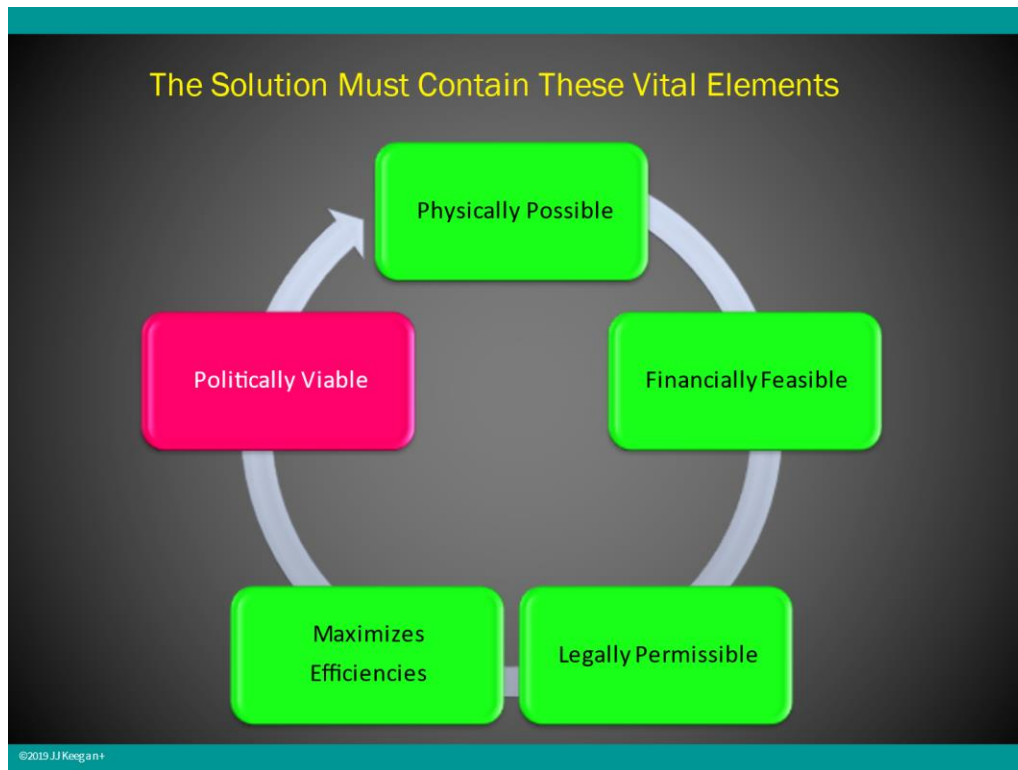 The Solution Must Contain These Vital Elements
Physically Possible
Financially Feasible
Legally Permissible
Maximizes
Efficiencies
Politically Viable
©2019 JJ Keegan+